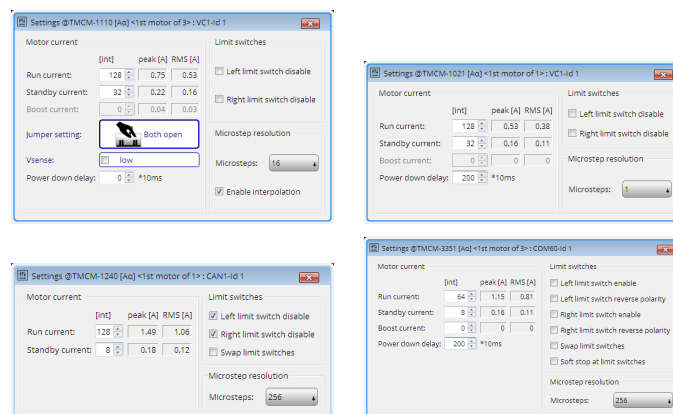 Settings @TMCM-1110 [Aα] <1st motor of 3> : VC1-Id 1
Motor current
[int] peak [A] RMS [A]
Run current: 128 0.75 0.53
Standby current: 32 0.22 0.16
Boost current: 0 0.04 0.03
Jumper setting: Both open
Vsense: low
Power down delay: 0 *10ms
Limit switches
Left limit switch disable
Right limit switch disable
Microstep resolution
Microsteps: 16
Enable interpolation
Settings @TMCM-1021 [Aα] <1st motor of 1> : VC1-Id 1
Motor current
[int] peak [A] RMS [A]
Run current: 128 0.53 0.38
Standby current: 32 0.16 0.11
Boost current: 0 0 0
Power down delay: 200 *10ms
Limit switches
Left limit switch disable
Right limit switch disable
Microstep resolution
Microsteps: 1
Settings @TMCM-1240 [Aα] <1st motor of 1> : CAN1-Id 1
Motor current
[int] peak [A] RMS [A]
Run current: 128 1.49 1.06
Standby current: 8 0.18 0.12
Limit switches
Left limit switch disable
Right limit switch disable
Swap limit switches
Microstep resolution
Microsteps: 256
Settings @TMCM-3351 [Aα] <1st motor of 3> : COM60-Id 1
Motor current
[int] peak [A] RMS [A]
Run current: 64 1.15 0.81
Standby current: 8 0.16 0.11
Boost current: 0 0 0
Power down delay: 200 *10ms
Limit switches
Left limit switch enable
Left limit switch reverse polarity
Right limit switch enable
Right limit switch reverse polarity
Swap limit switches
Soft stop at limit switches
Microstep resolution
Microsteps: 256